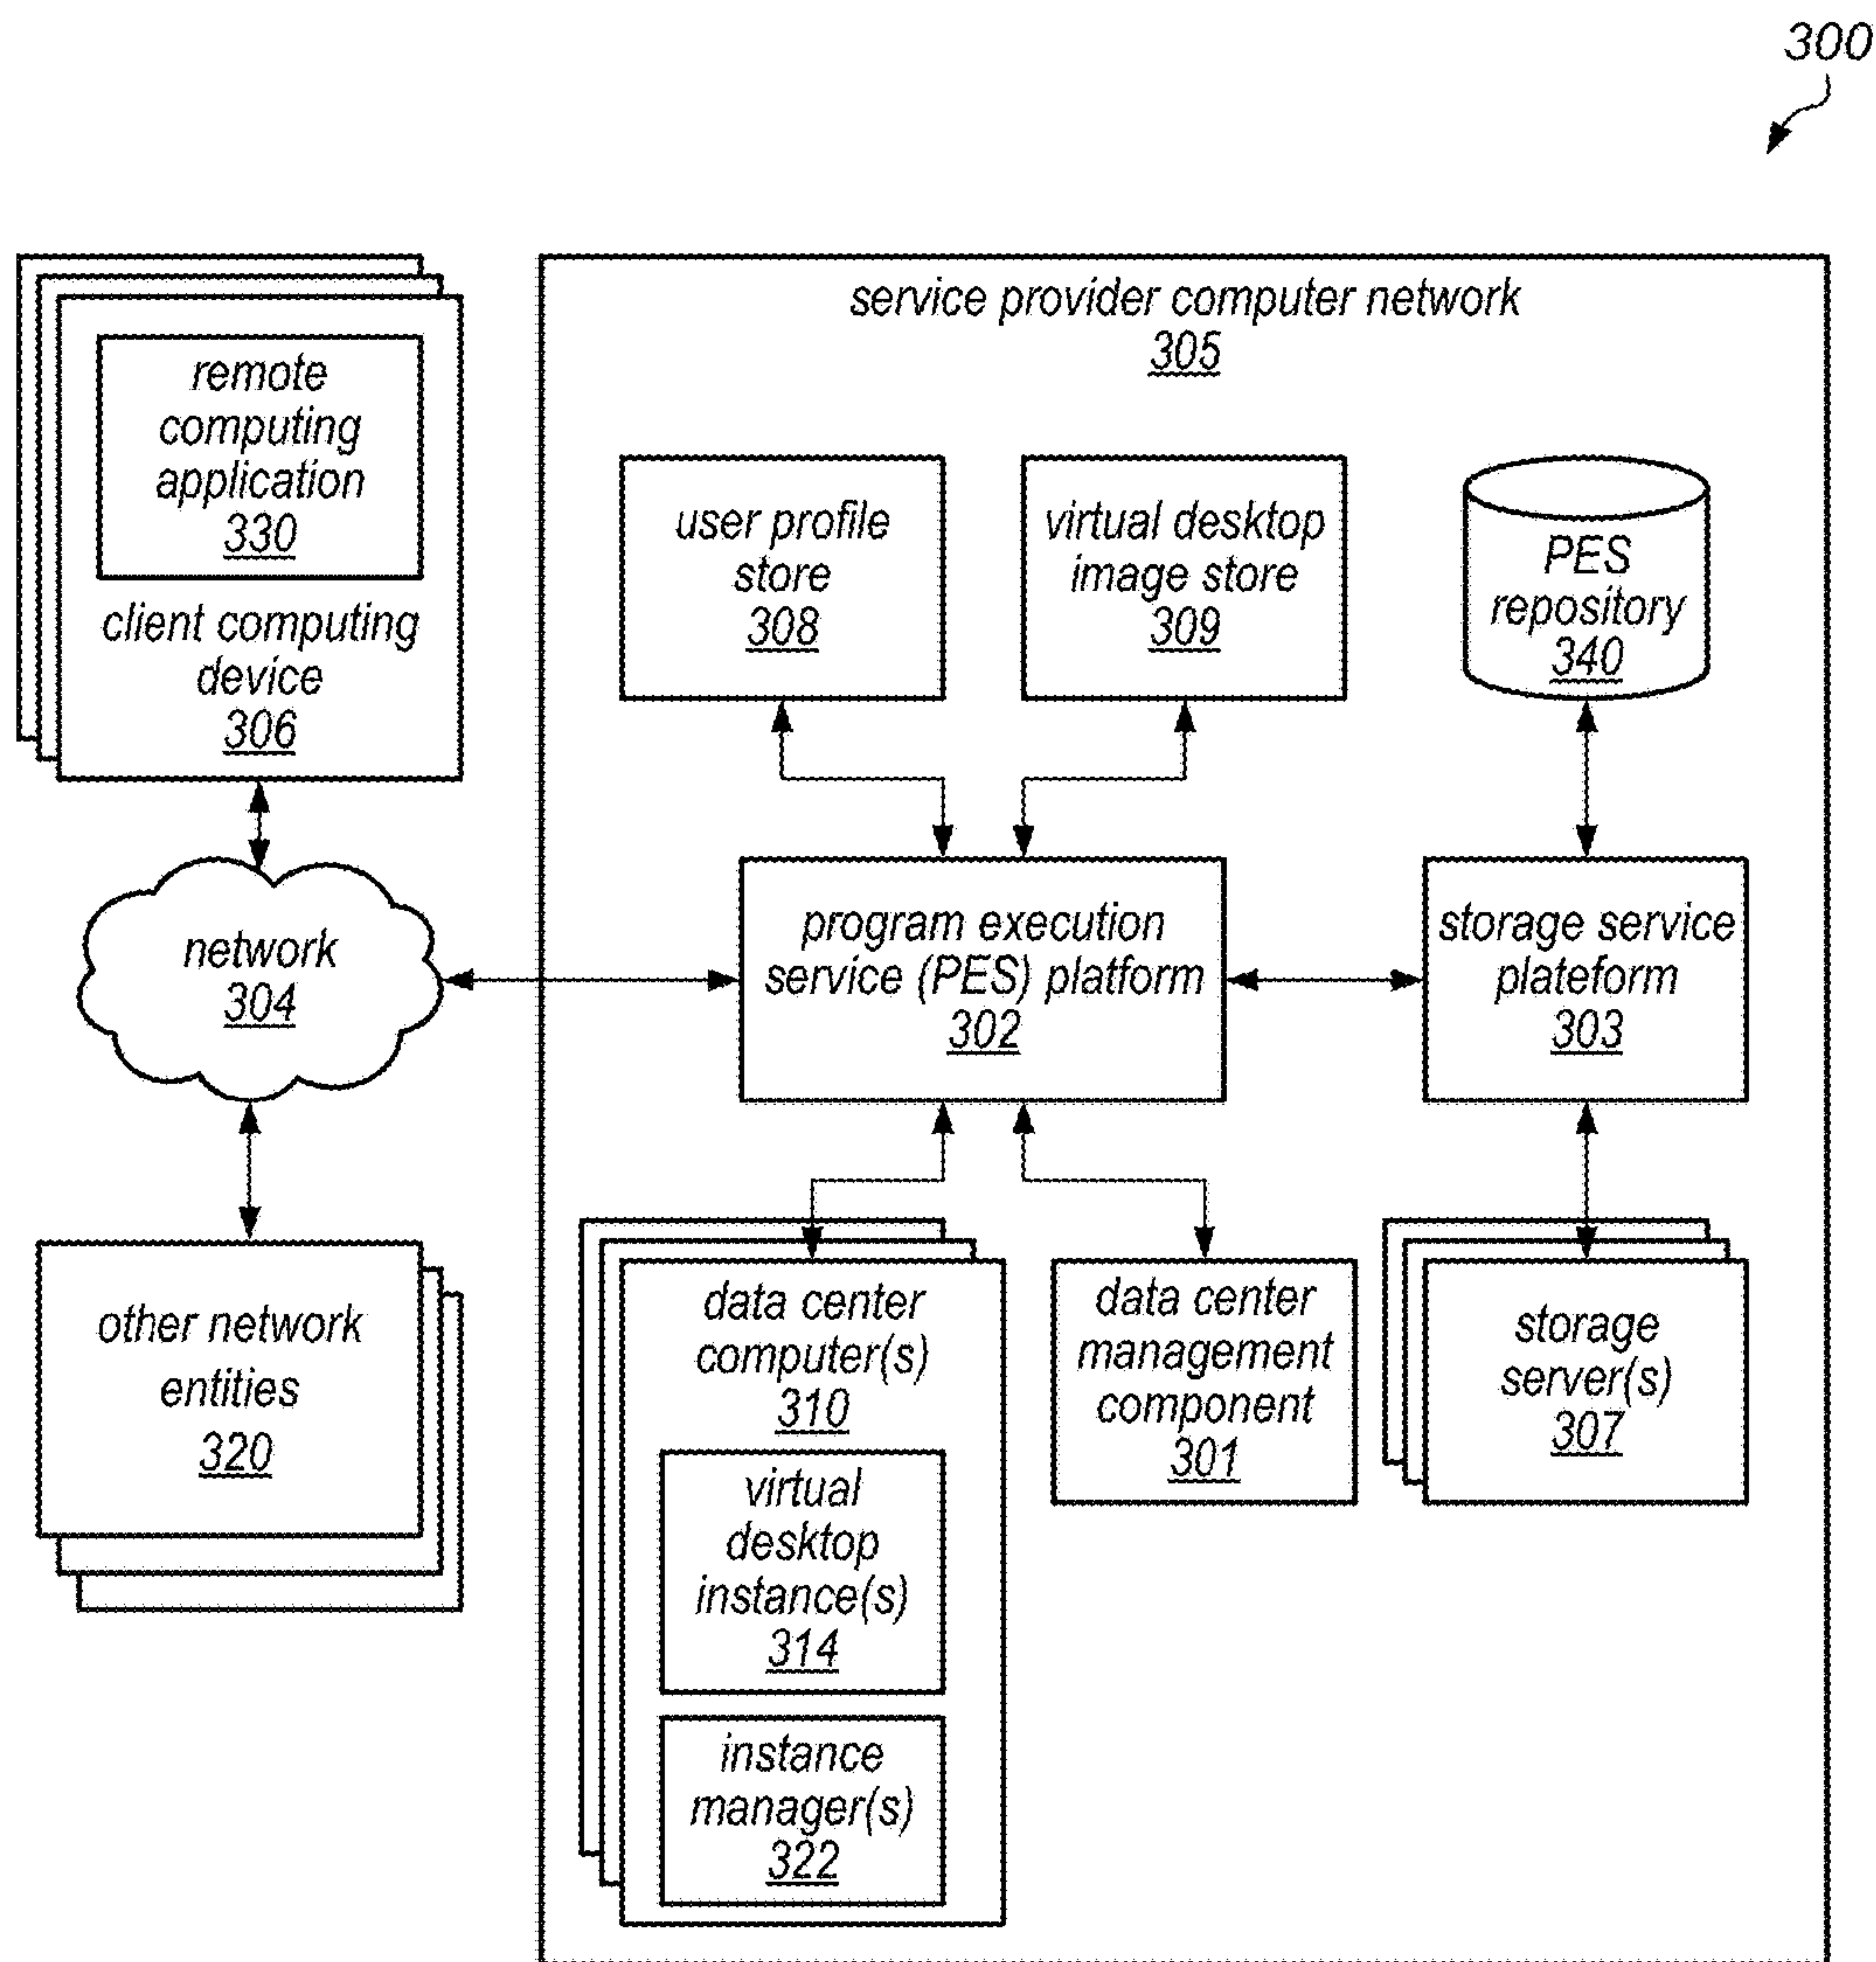 300
service provider computer network
305
remote
computing
application
330
client computing
device
306
user profile
store
308
virtual desktop
image store
309
PES
repository
340
network
304
program execution
service (PES) platform
302
storage service
plateform
303
other network
entities
320
data center
computer(s)
310
virtual
desktop
instance(s)
314
instance
manager(s)
322
data center
management
component
301
storage
server(s)
307